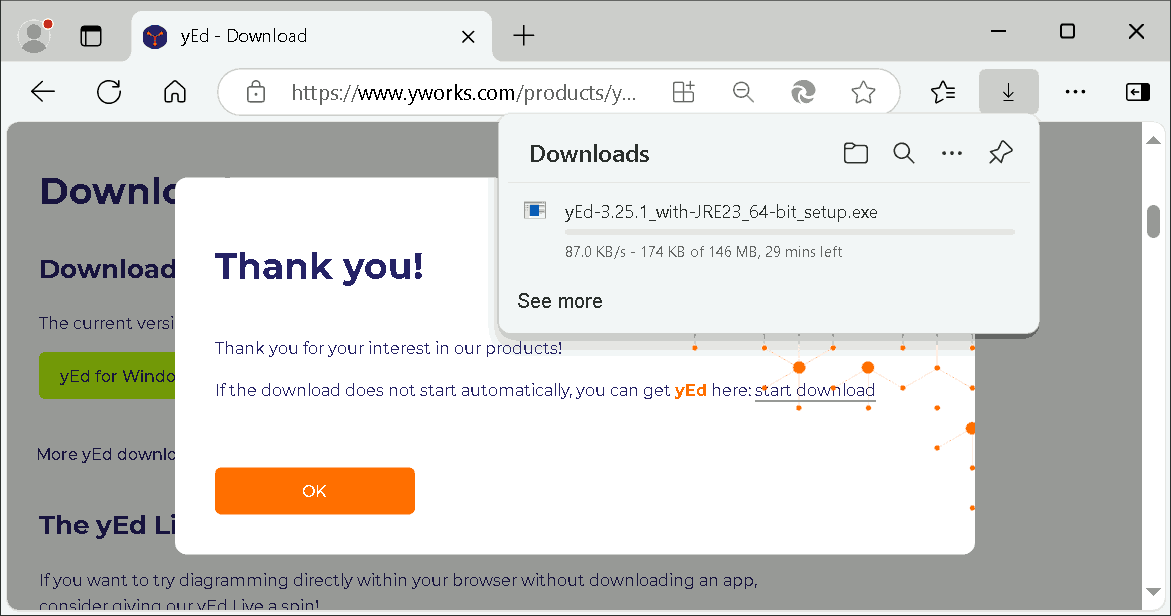 yEd - Download
https://www.yworks.com/products/y...
Downloads
yEd-3.25.1_with-JRE23_64-bit_setup.exe
87.0 KB/s - 174 KB of 146 MB, 29 mins left
See more
Thank you!
Thank you for your interest in our products!
If the download does not start automatically, you can get yEd here: start download
OK
Downlo
Download
The current versi
yEd for Windo
More yEd downlo
The yEd Li
If you want to try diagramming directly within your browser without downloading an app,
consider giving our yEd Live a spin!